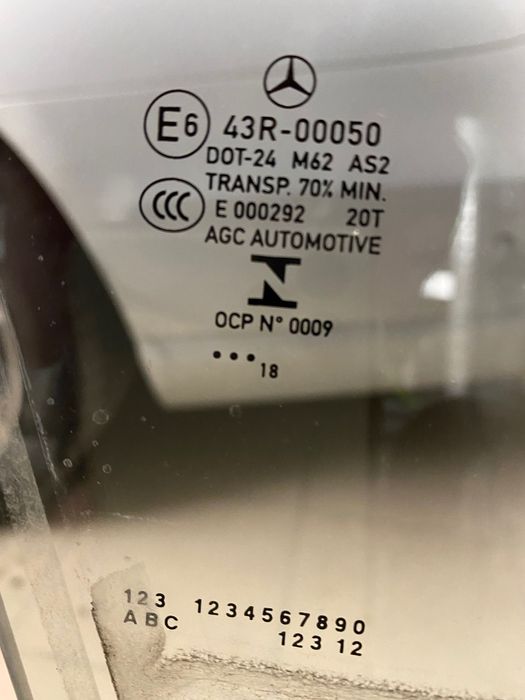 E6 43R-00050
DOT-24 M62 AS2
TRANSP. 70% MIN.
CCC E 000292 20T
AGC AUTOMOTIVE
N
OCP N° 0009
••• 18
123 1234567890
ABC 123 12